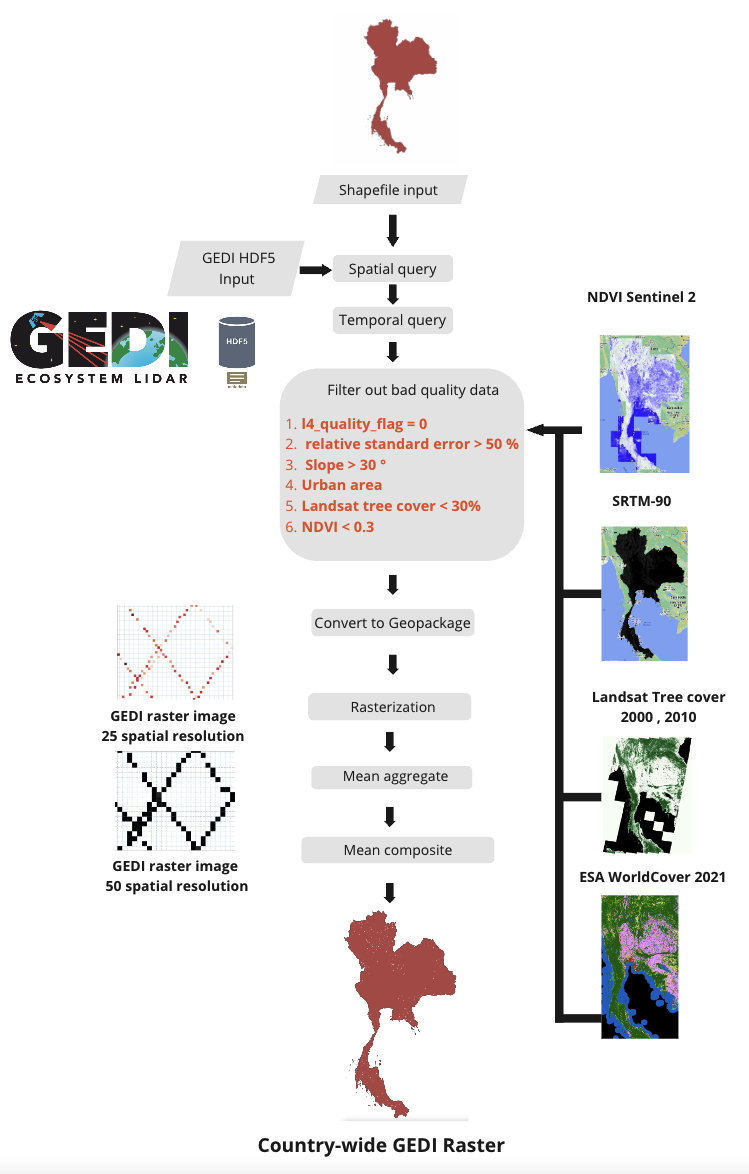 Shapefile input
GEDI HDF5
Input
Spatial query
NDVI Sentinel 2
Temporal query
GEDI
ECOSYSTEM LIDAR
HDF5
Filter out bad quality data
1. l4_quality_flag = 0
2. relative standard error > 50 %
3. Slope > 30 °
4. Urban area
5. Landsat tree cover < 30%
6. NDVI < 0.3
SRTM-90
Convert to Geopackage
Landsat Tree cover
2000 , 2010
Rasterization
GEDI raster image
25 spatial resolution
Mean aggregate
Mean composite
GEDI raster image
50 spatial resolution
ESA WorldCover 2021
Country-wide GEDI Raster